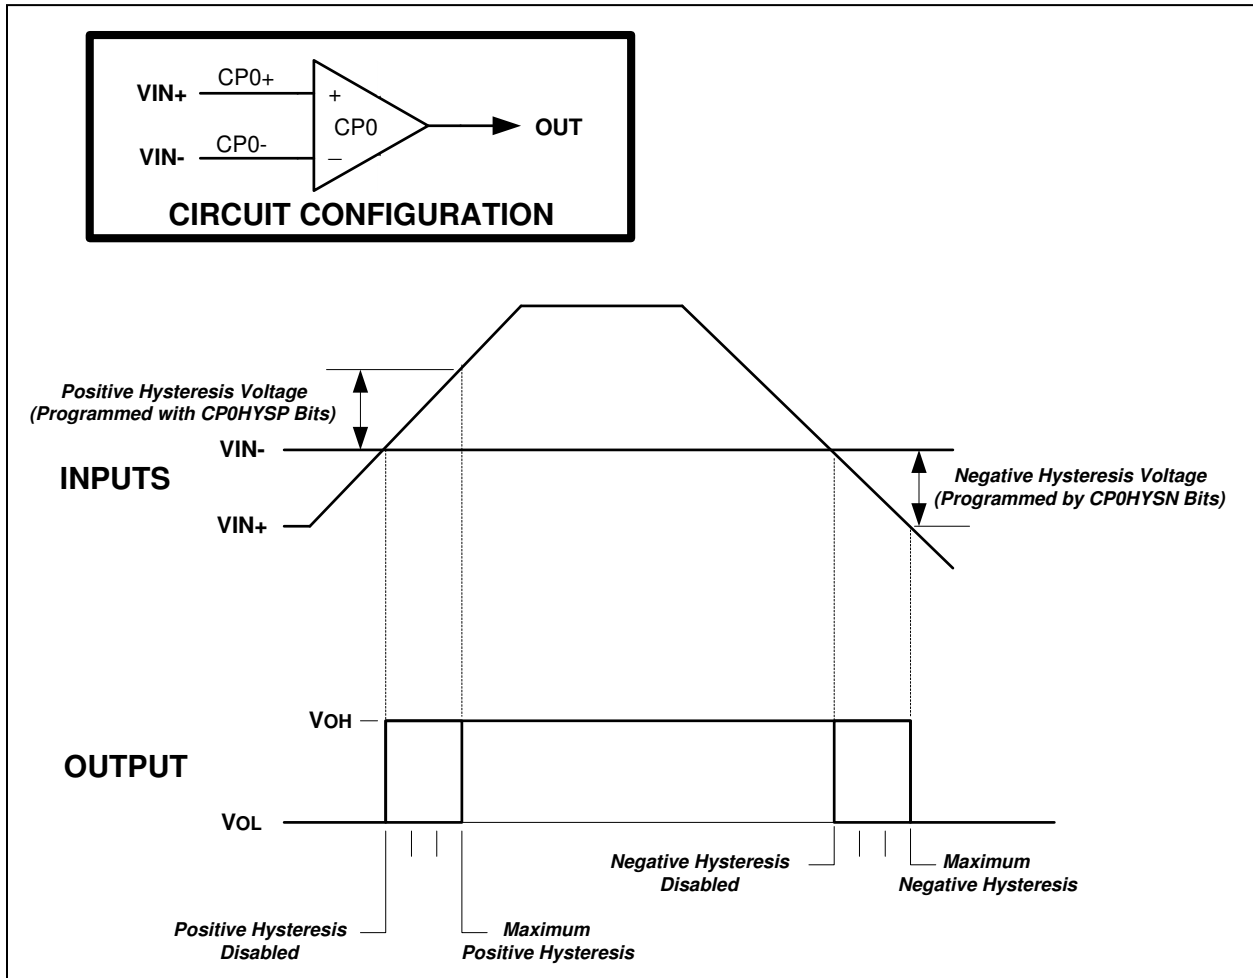 VIN+
CP0+
+
CP0
OUT
VIN-
CP0-
–
CIRCUIT CONFIGURATION
Positive Hysteresis Voltage
(Programmed with CP0HYSP Bits)
VIN-
INPUTS
VIN+
Negative Hysteresis Voltage
(Programmed by CP0HYSN Bits)
VOH
OUTPUT
VOL
Negative Hysteresis
Disabled
Maximum
Negative Hysteresis
Positive Hysteresis
Disabled
Maximum
Positive Hysteresis